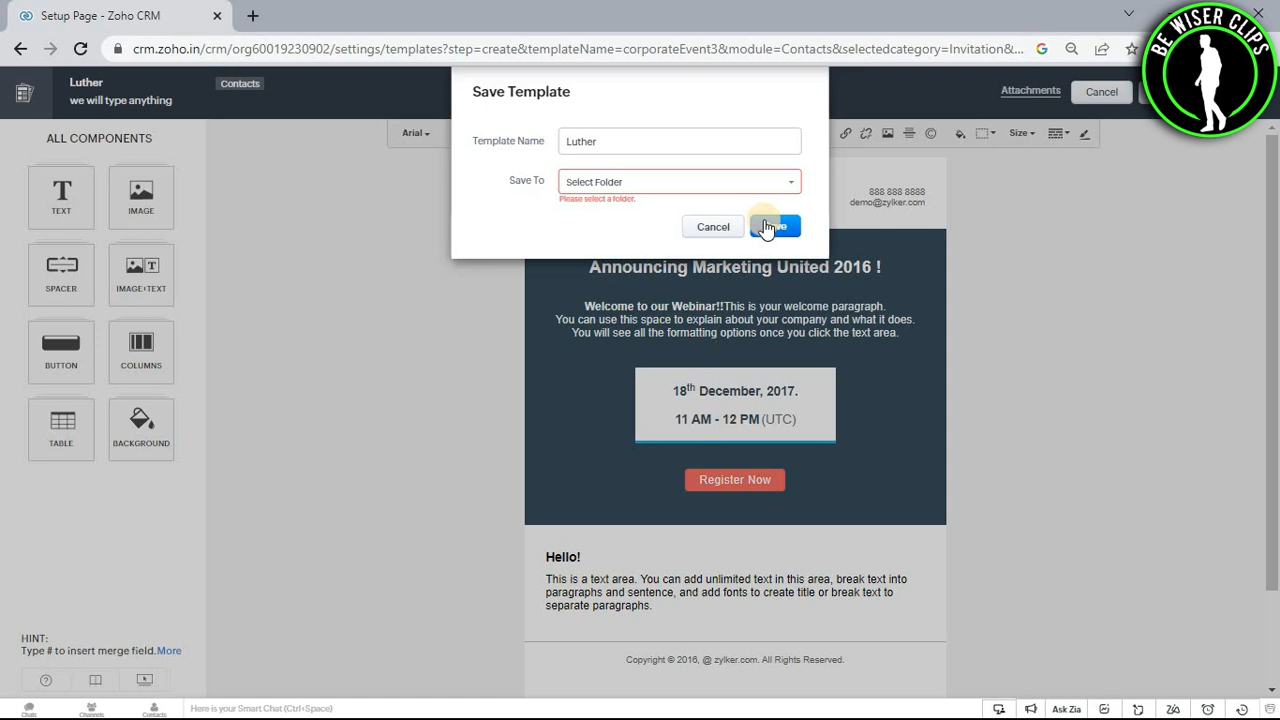 Setup Page - Zoho CRM
crm.zoho.in/crm/org60019230902/settings/templates?step=create&templateName=corporateEvent3&module=Contacts&selectedcategory=Invitation&...
BE WISER CLIPS
Luther
we will type anything
Contacts
Attachments
Cancel
Save Template
Template Name
Luther
Save To
Select Folder
Please select a folder.
Cancel
ALL COMPONENTS
TEXT
IMAGE
SPACER
IMAGE+TEXT
BUTTON
COLUMNS
TABLE
BACKGROUND
Arial
Size
888 888 8888
demo@zylker.com
Announcing Marketing United 2016 !
Welcome to our Webinar!!This is your welcome paragraph.
You can use this space to explain about your company and what it does.
You will see all the formatting options once you click the text area.
18th December, 2017.
11 AM - 12 PM (UTC)
Register Now
Hello!
This is a text area. You can add unlimited text in this area, break text into
paragraphs and sentence, and add fonts to create title or break text to
separate paragraphs.
Copyright © 2016, @ zylker.com. All Rights Reserved.
HINT:
Type # to insert merge field.More
Chats
Channels
Contacts
Here is your Smart Chat (Ctrl+Space)
Ask Zia